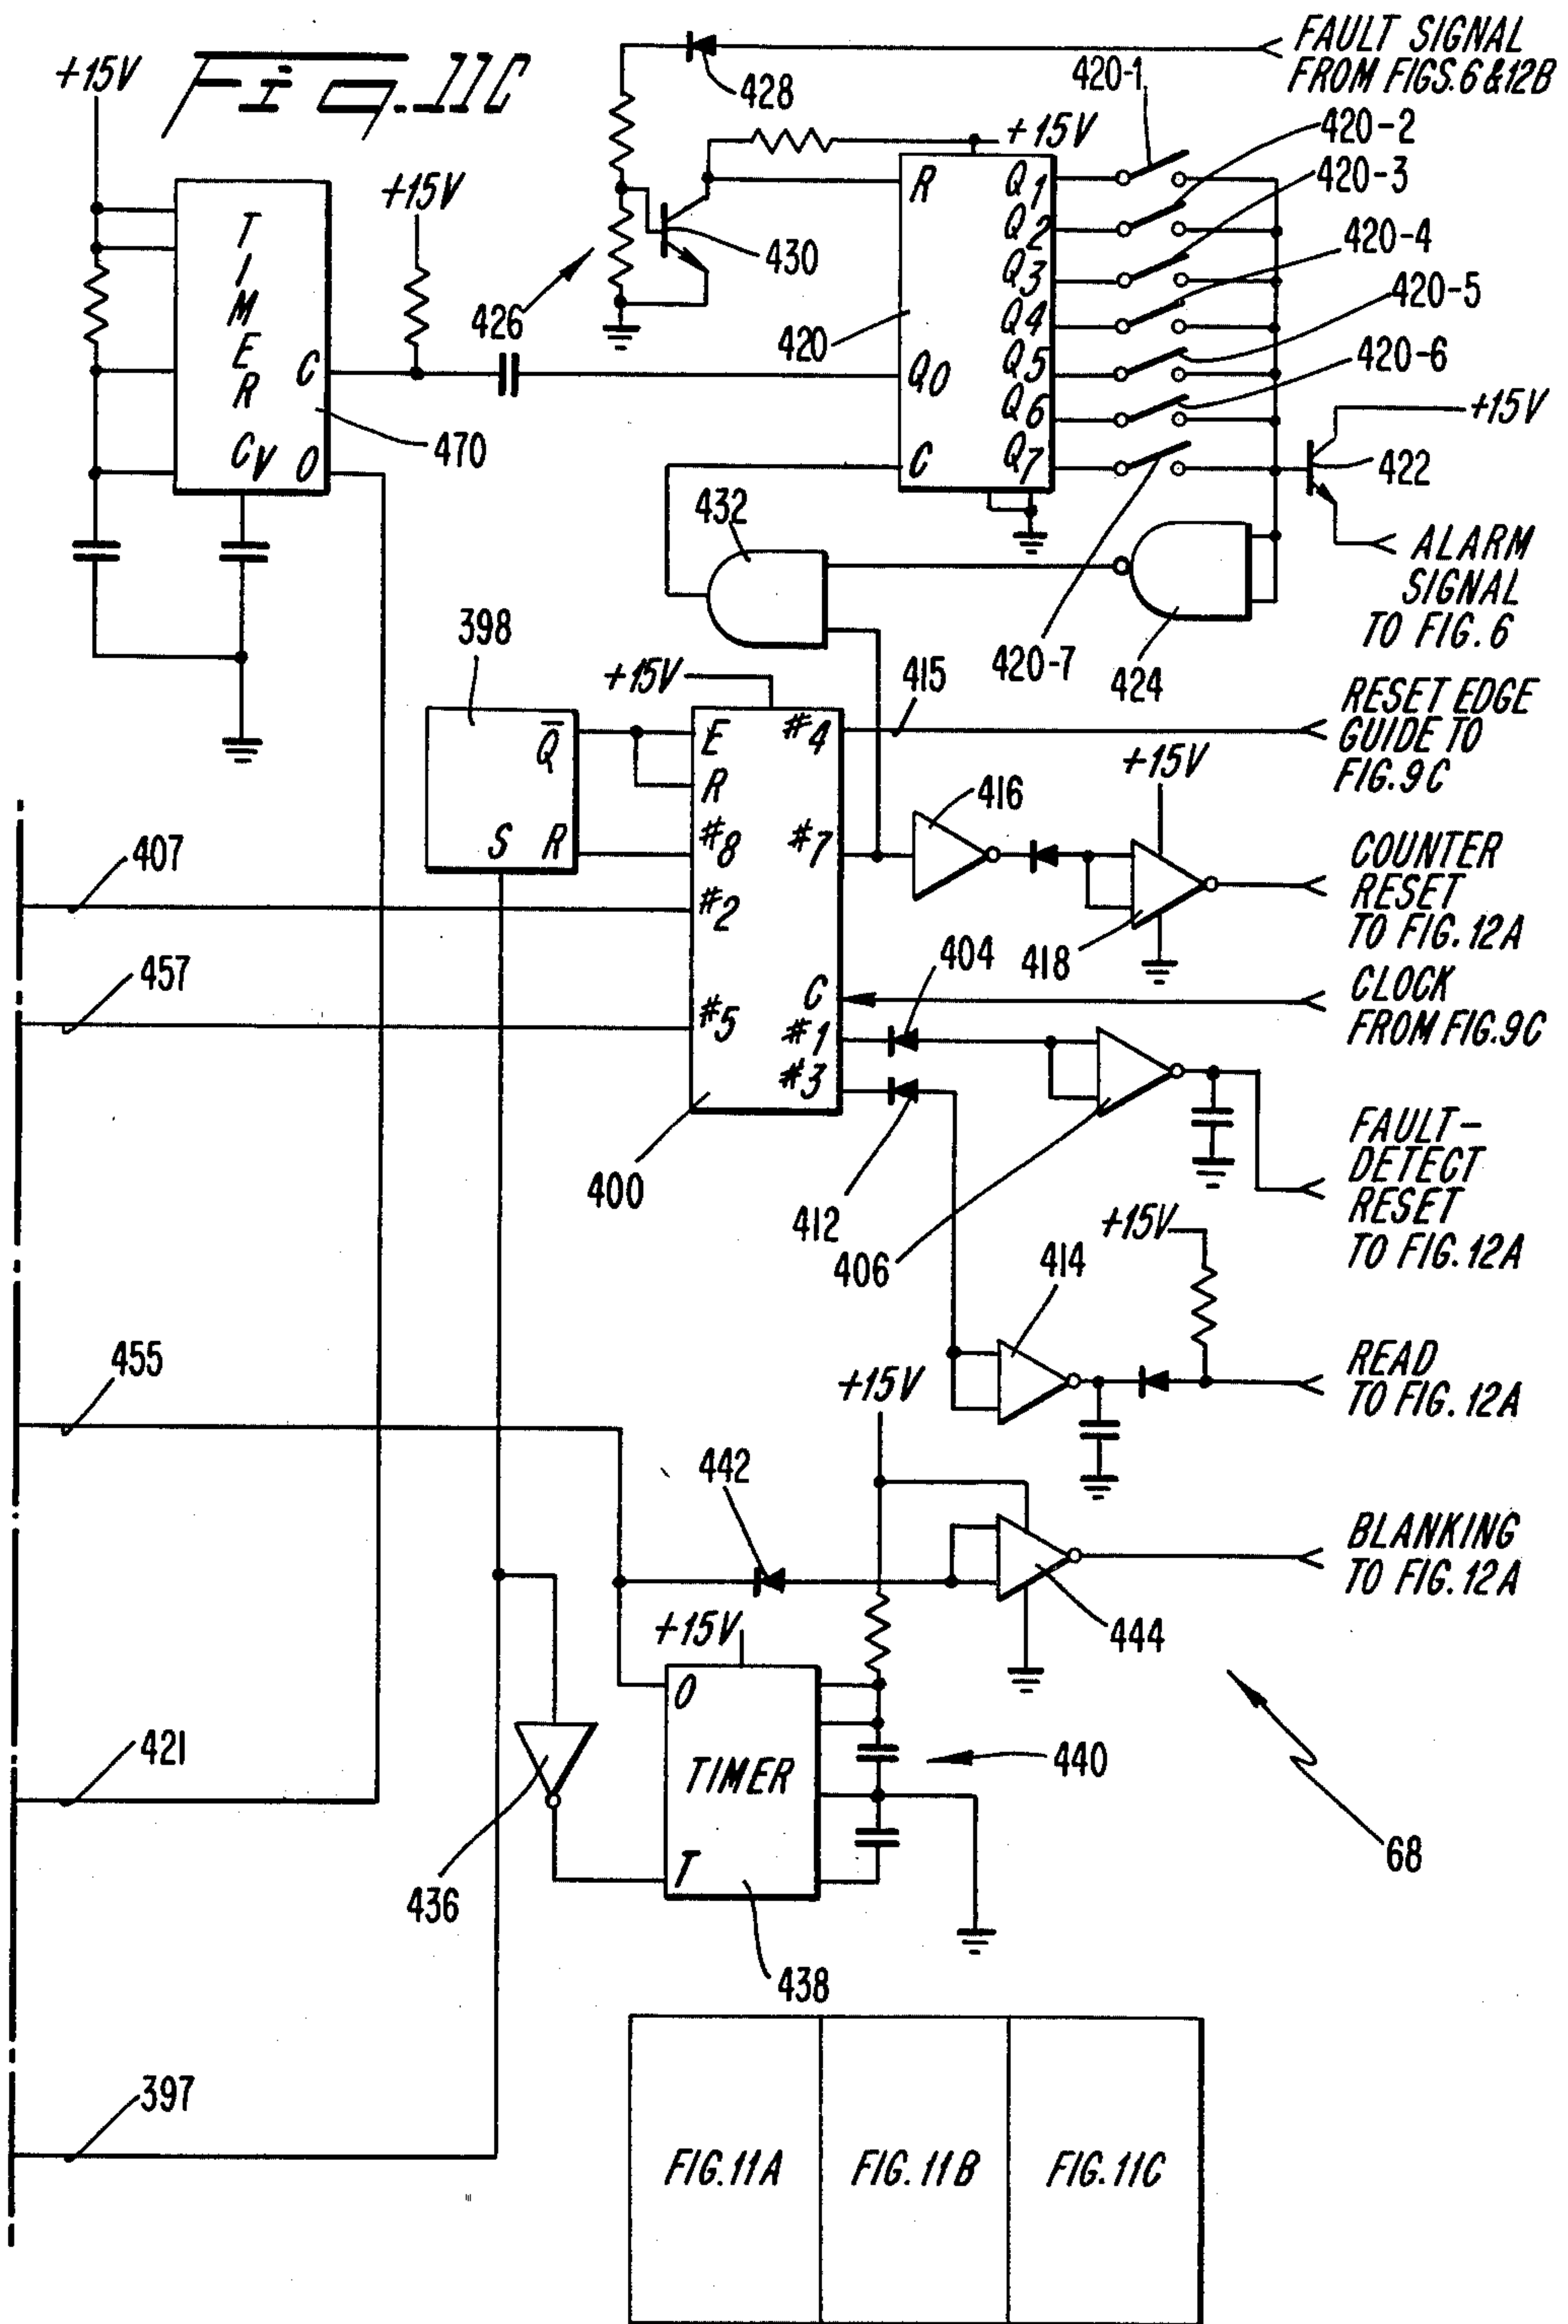 +15V
Fig. 11C
FAULT SIGNAL
FROM FIGS. 6 & 12B
428
420-1
+15V
420-2
420-3
420-4
420-5
420-6
420-7
T
I
M
E
R
C
CV
O
470
+15V
426
430
R
Q0
C
420
Q1
Q2
Q3
Q4
Q5
Q6
Q7
+15V
422
ALARM
SIGNAL
TO FIG. 6
432
424
398
Q̅
S
R
+15V
E
R
#8
#2
#5
#4
#7
C
#1
#3
400
415
RESET EDGE
GUIDE TO
FIG. 9C
416
+15V
418
COUNTER
RESET
TO FIG. 12A
407
457
404
CLOCK
FROM FIG. 9C
412
406
FAULT-
DETECT
RESET
TO FIG. 12A
414
+15V
READ
TO FIG. 12A
455
+15V
442
444
BLANKING
TO FIG. 12A
+15V
O
TIMER
T
438
440
436
421
68
397
FIG. 11A
FIG. 11B
FIG. 11C